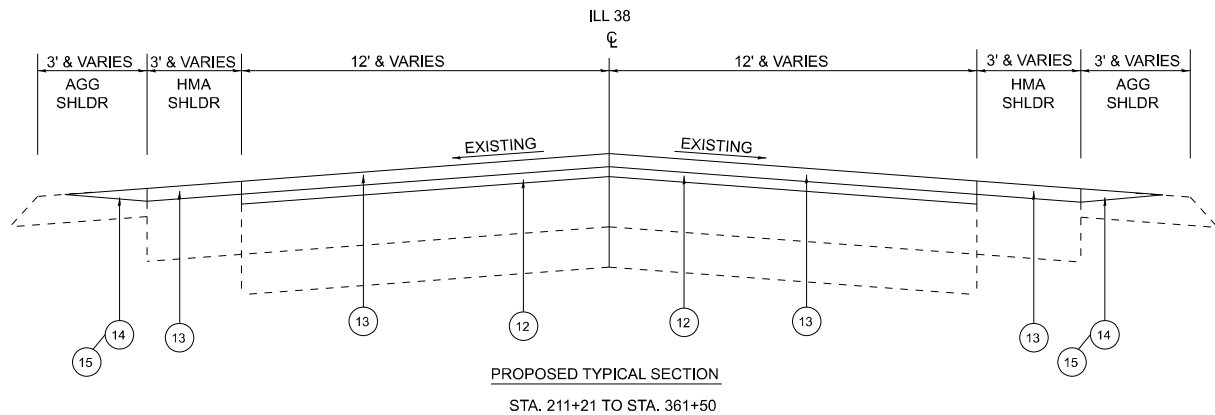 ILL 38
℄
3' & VARIES 3' & VARIES 12' & VARIES 12' & VARIES 3' & VARIES 3' & VARIES
AGG HMA HMA AGG
SHLDR SHLDR SHLDR SHLDR
EXISTING EXISTING
14 13 13 12 12 13 13 14
15 15
PROPOSED TYPICAL SECTION
STA. 211+21 TO STA. 361+50